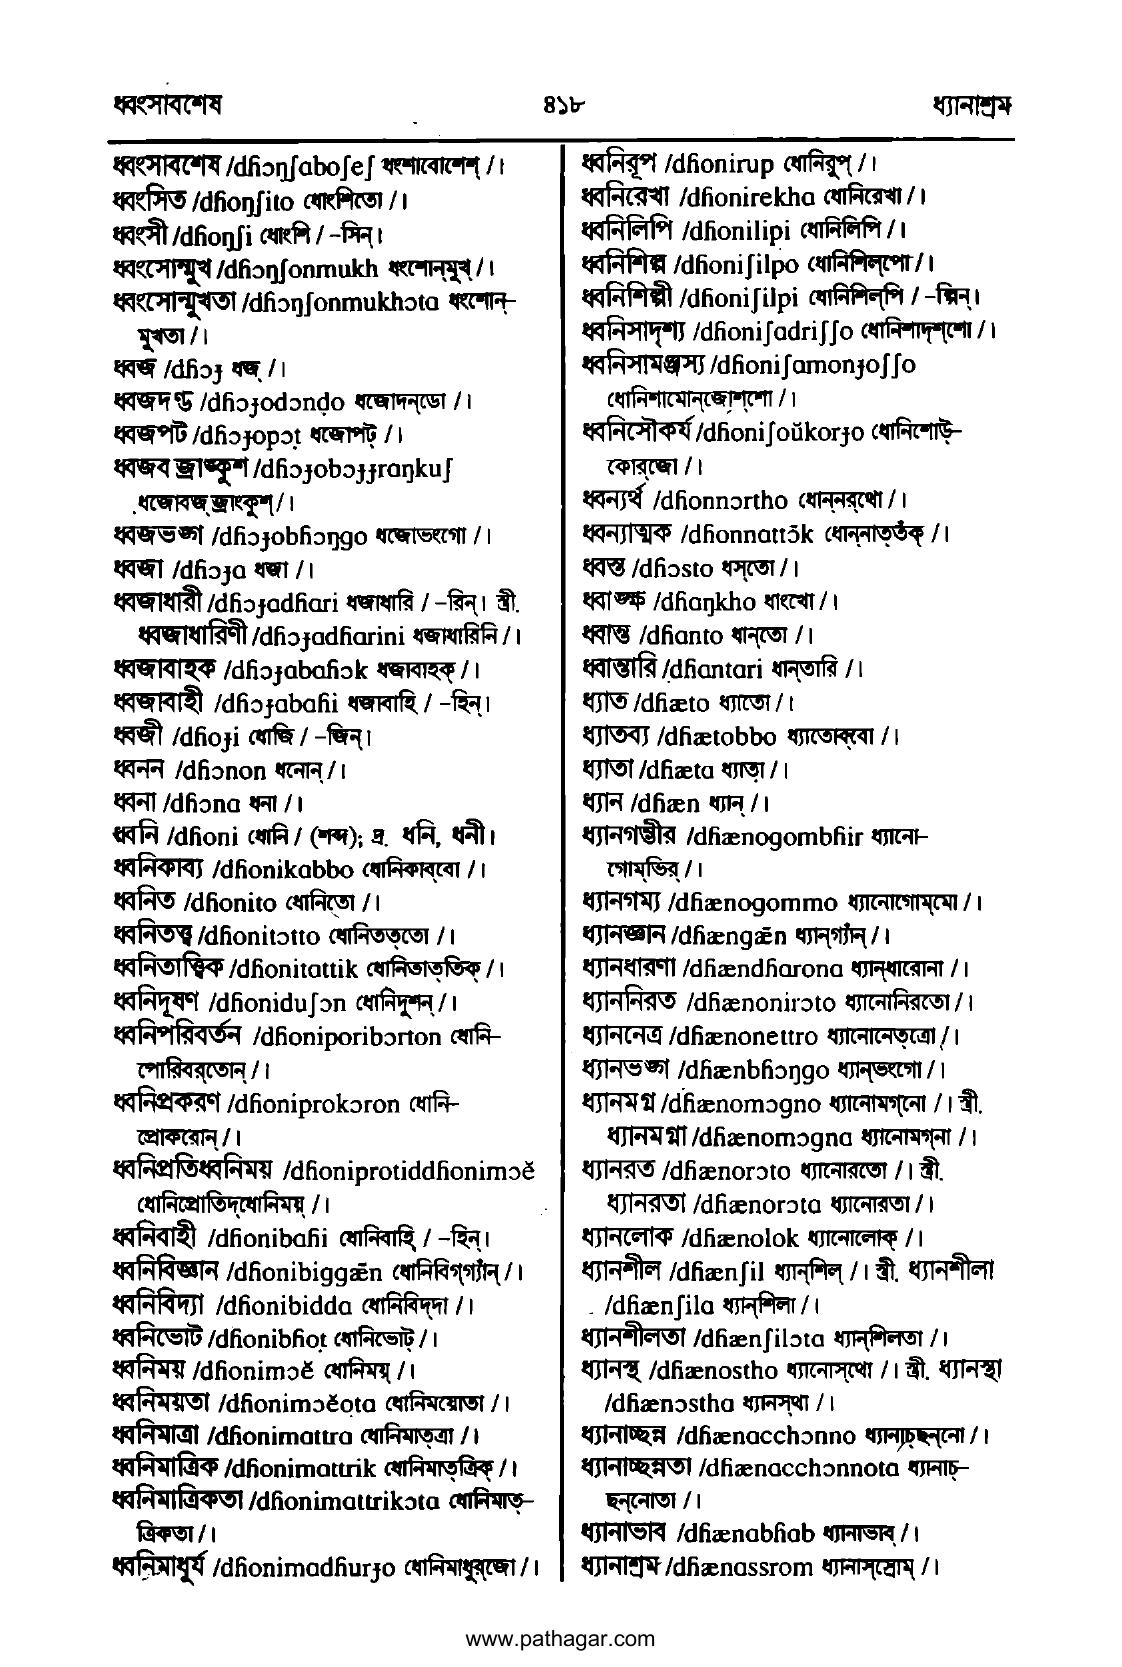 ধ্বংসাবশেষ ৪১৮ ধ্যানাশ্রম
ধ্বংসাবশেষ /dɦɔŋʃaboʃeʃ ধংশাবোশেশ্ /।
ধ্বংসিত /dɦoŋʃito ধোংশিতো /।
ধ্বংসী /dɦoŋʃi ধোংশি / –সিন্।
ধ্বংসোন্মুখ /dɦɔŋʃonmukh ধংশোন্‌মুখ্ /।
ধ্বংসোন্মুখতা /dɦɔŋʃonmukhɔta ধংশোন্–
মুখতা /।
ধ্বজ /dɦɔɟ ধজ্ /।
ধ্বজদণ্ড /dɦɔɟodɔnḍo ধজোদন্‌ডো /।
ধ্বজপট /dɦɔɟopɔṭ ধজোপট্ /।
ধ্বজবজ্রাঙ্কুশ /dɦɔɟobɔɟɟraŋkuʃ
ধজোবজ্‌জ্রাংকুশ্ /।
ধ্বজভঙ্গ /dɦɔɟobɦɔŋgo ধজোভংগো /।
ধ্বজা /dɦɔɟa ধজা /।
ধ্বজাধারী /dɦɔɟadɦari ধজাধারি / –রিন্। স্ত্রী.
ধ্বজাধারিণী /dɦɔɟadɦarini ধজাধারিনি /।
ধ্বজাবাহক /dɦɔɟabaɦɔk ধজাবাহক্ /।
ধ্বজাবাহী /dɦɔɟabaɦi ধজাবাহি / –হিন্।
ধ্বজী /dɦoɟi ধোজি / –জিন্।
ধ্বনন /dɦɔnon ধনোন্ /।
ধ্বনা /dɦɔna ধনা /।
ধ্বনি /dɦoni ধোনি / (শব্দ); দ্র. ধনি, ধনী।
ধ্বনিকাব্য /dɦonikabbo ধোনিকাব্‌বো /।
ধ্বনিত /dɦonito ধোনিতো /।
ধ্বনিতত্ত্ব /dɦonitɔtto ধোনিতত্‌তো /।
ধ্বনিতাত্ত্বিক /dɦonitattik ধোনিতাত্‌তিক্ /।
ধ্বনিদূষণ /dɦoniduʃɔn ধোনিদুশন্ /।
ধ্বনিপরিবর্তন /dɦoniporibɔrton ধোনি–
পোরিবর্‌তোন্ /।
ধ্বনিপ্রকরণ /dɦoniprokɔron ধোনি–
প্রোকরোন্ /।
ধ্বনিপ্রতিধ্বনিময় /dɦoniprotiddɦonimɔĕ
ধোনিপ্রোতিদ্‌ধোনিময়্ /।
ধ্বনিবাহী /dɦonibaɦi ধোনিবাহি / –হিন্।
ধ্বনিবিজ্ঞান /dɦonibiggæ̃n ধোনিবিগ্‌গ্যাঁন্ /।
ধ্বনিবিদ্যা /dɦonibidda ধোনিবিদ্‌দা /।
ধ্বনিভোট /dɦonibɦoṭ ধোনিভোট্ /।
ধ্বনিময় /dɦonimɔĕ ধোনিময়্ /।
ধ্বনিময়তা /dɦonimɔĕota ধোনিময়োতা /।
ধ্বনিমাত্রা /dɦonimattra ধোনিমাত্‌ত্রা /।
ধ্বনিমাত্রিক /dɦonimattrik ধোনিমাত্‌ত্রিক্ /।
ধ্বনিমাত্রিকতা /dɦonimattrikɔta ধোনিমাত্–
ত্রিকতা /।
ধ্বনিমাধুর্য /dɦonimadɦurɟo ধোনিমাধুর্‌জো /।
ধ্বনিরূপ /dɦonirup ধোনিরুপ্ /।
ধ্বনিরেখা /dɦonirekha ধোনিরেখা /।
ধ্বনিলিপি /dɦonilipi ধোনিলিপি /।
ধ্বনিশিল্প /dɦoniʃilpo ধোনিশিল্‌পো /।
ধ্বনিশিল্পী /dɦoniʃilpi ধোনিশিল্‌পি / –ল্পিন্।
ধ্বনিসাদৃশ্য /dɦoniʃadriʃʃo ধোনিশাদৃশ্‌শো /।
ধ্বনিসামঞ্জস্য /dɦoniʃamonɟoʃʃo
ধোনিশামোন্‌জোশ্‌শো /।
ধ্বনিসৌকর্য /dɦoniʃoŭkorɟo ধোনিশোউ্–
কোর্‌জো /।
ধ্বন্যর্থ /dɦonnɔrtho ধোন্‌নর্‌থো /।
ধ্বন্যাত্মক /dɦonnattɔ̃k ধোন্‌নাত্‌তঁক্ /।
ধ্বস্ত /dɦɔsto ধস্‌তো /।
ধ্বাঙ্ক্ষ /dɦaŋkho ধাংখো /।
ধ্বান্ত /dɦanto ধান্‌তো /।
ধ্বান্তারি /dɦantari ধান্‌তারি /।
ধ্যাত /dɦæto ধ্যাতো /।
ধ্যাতব্য /dɦætobbo ধ্যাতোব্‌বো /।
ধ্যাতা /dɦæta ধ্যাতা /।
ধ্যান /dɦæn ধ্যান্ /।
ধ্যানগম্ভীর /dɦænogombɦir ধ্যানো–
গোম্‌ভির্ /।
ধ্যানগম্য /dɦænogommo ধ্যানোগোম্‌মো /।
ধ্যানজ্ঞান /dɦængæ̃n ধ্যান্‌গ্যাঁন্ /।
ধ্যানধারণা /dɦændɦarona ধ্যান্‌ধারোনা /।
ধ্যাননিরত /dɦænonirɔto ধ্যানোনিরতো /।
ধ্যাননেত্র /dɦænonettro ধ্যানোনেত্‌ত্রো /।
ধ্যানভঙ্গ /dɦænbɦɔŋgo ধ্যান্‌ভংগো /।
ধ্যানমগ্ন /dɦænomɔgno ধ্যানোমগ্‌নো /। স্ত্রী.
ধ্যানমগ্না /dɦænomɔgna ধ্যানোমগ্‌না /।
ধ্যানরত /dɦænorɔto ধ্যানোরতো /। স্ত্রী.
ধ্যানরতা /dɦænorɔta ধ্যানোরতা /।
ধ্যানলোক /dɦænolok ধ্যানোলোক্ /।
ধ্যানশীল /dɦænʃil ধ্যান্‌শিল্ /। স্ত্রী. ধ্যানশীলা
/dɦænʃila ধ্যান্‌শিলা /।
ধ্যানশীলতা /dɦænʃilɔta ধ্যান্‌শিলতা /।
ধ্যানস্থ /dɦænostho ধ্যানোস্‌থো /। স্ত্রী. ধ্যানস্থা
/dɦænɔstha ধ্যানস্‌থা /।
ধ্যানাচ্ছন্ন /dɦænacchɔnno ধ্যানাচ্‌ছন্‌নো /।
ধ্যানাচ্ছন্নতা /dɦænacchɔnnota ধ্যানাচ্–
ছন্‌নোতা /।
ধ্যানাভাব /dɦænabɦab ধ্যানাভাব্ /।
ধ্যানাশ্রম /dɦænassrom ধ্যানাস্‌স্রোম্ /।
www.pathagar.com